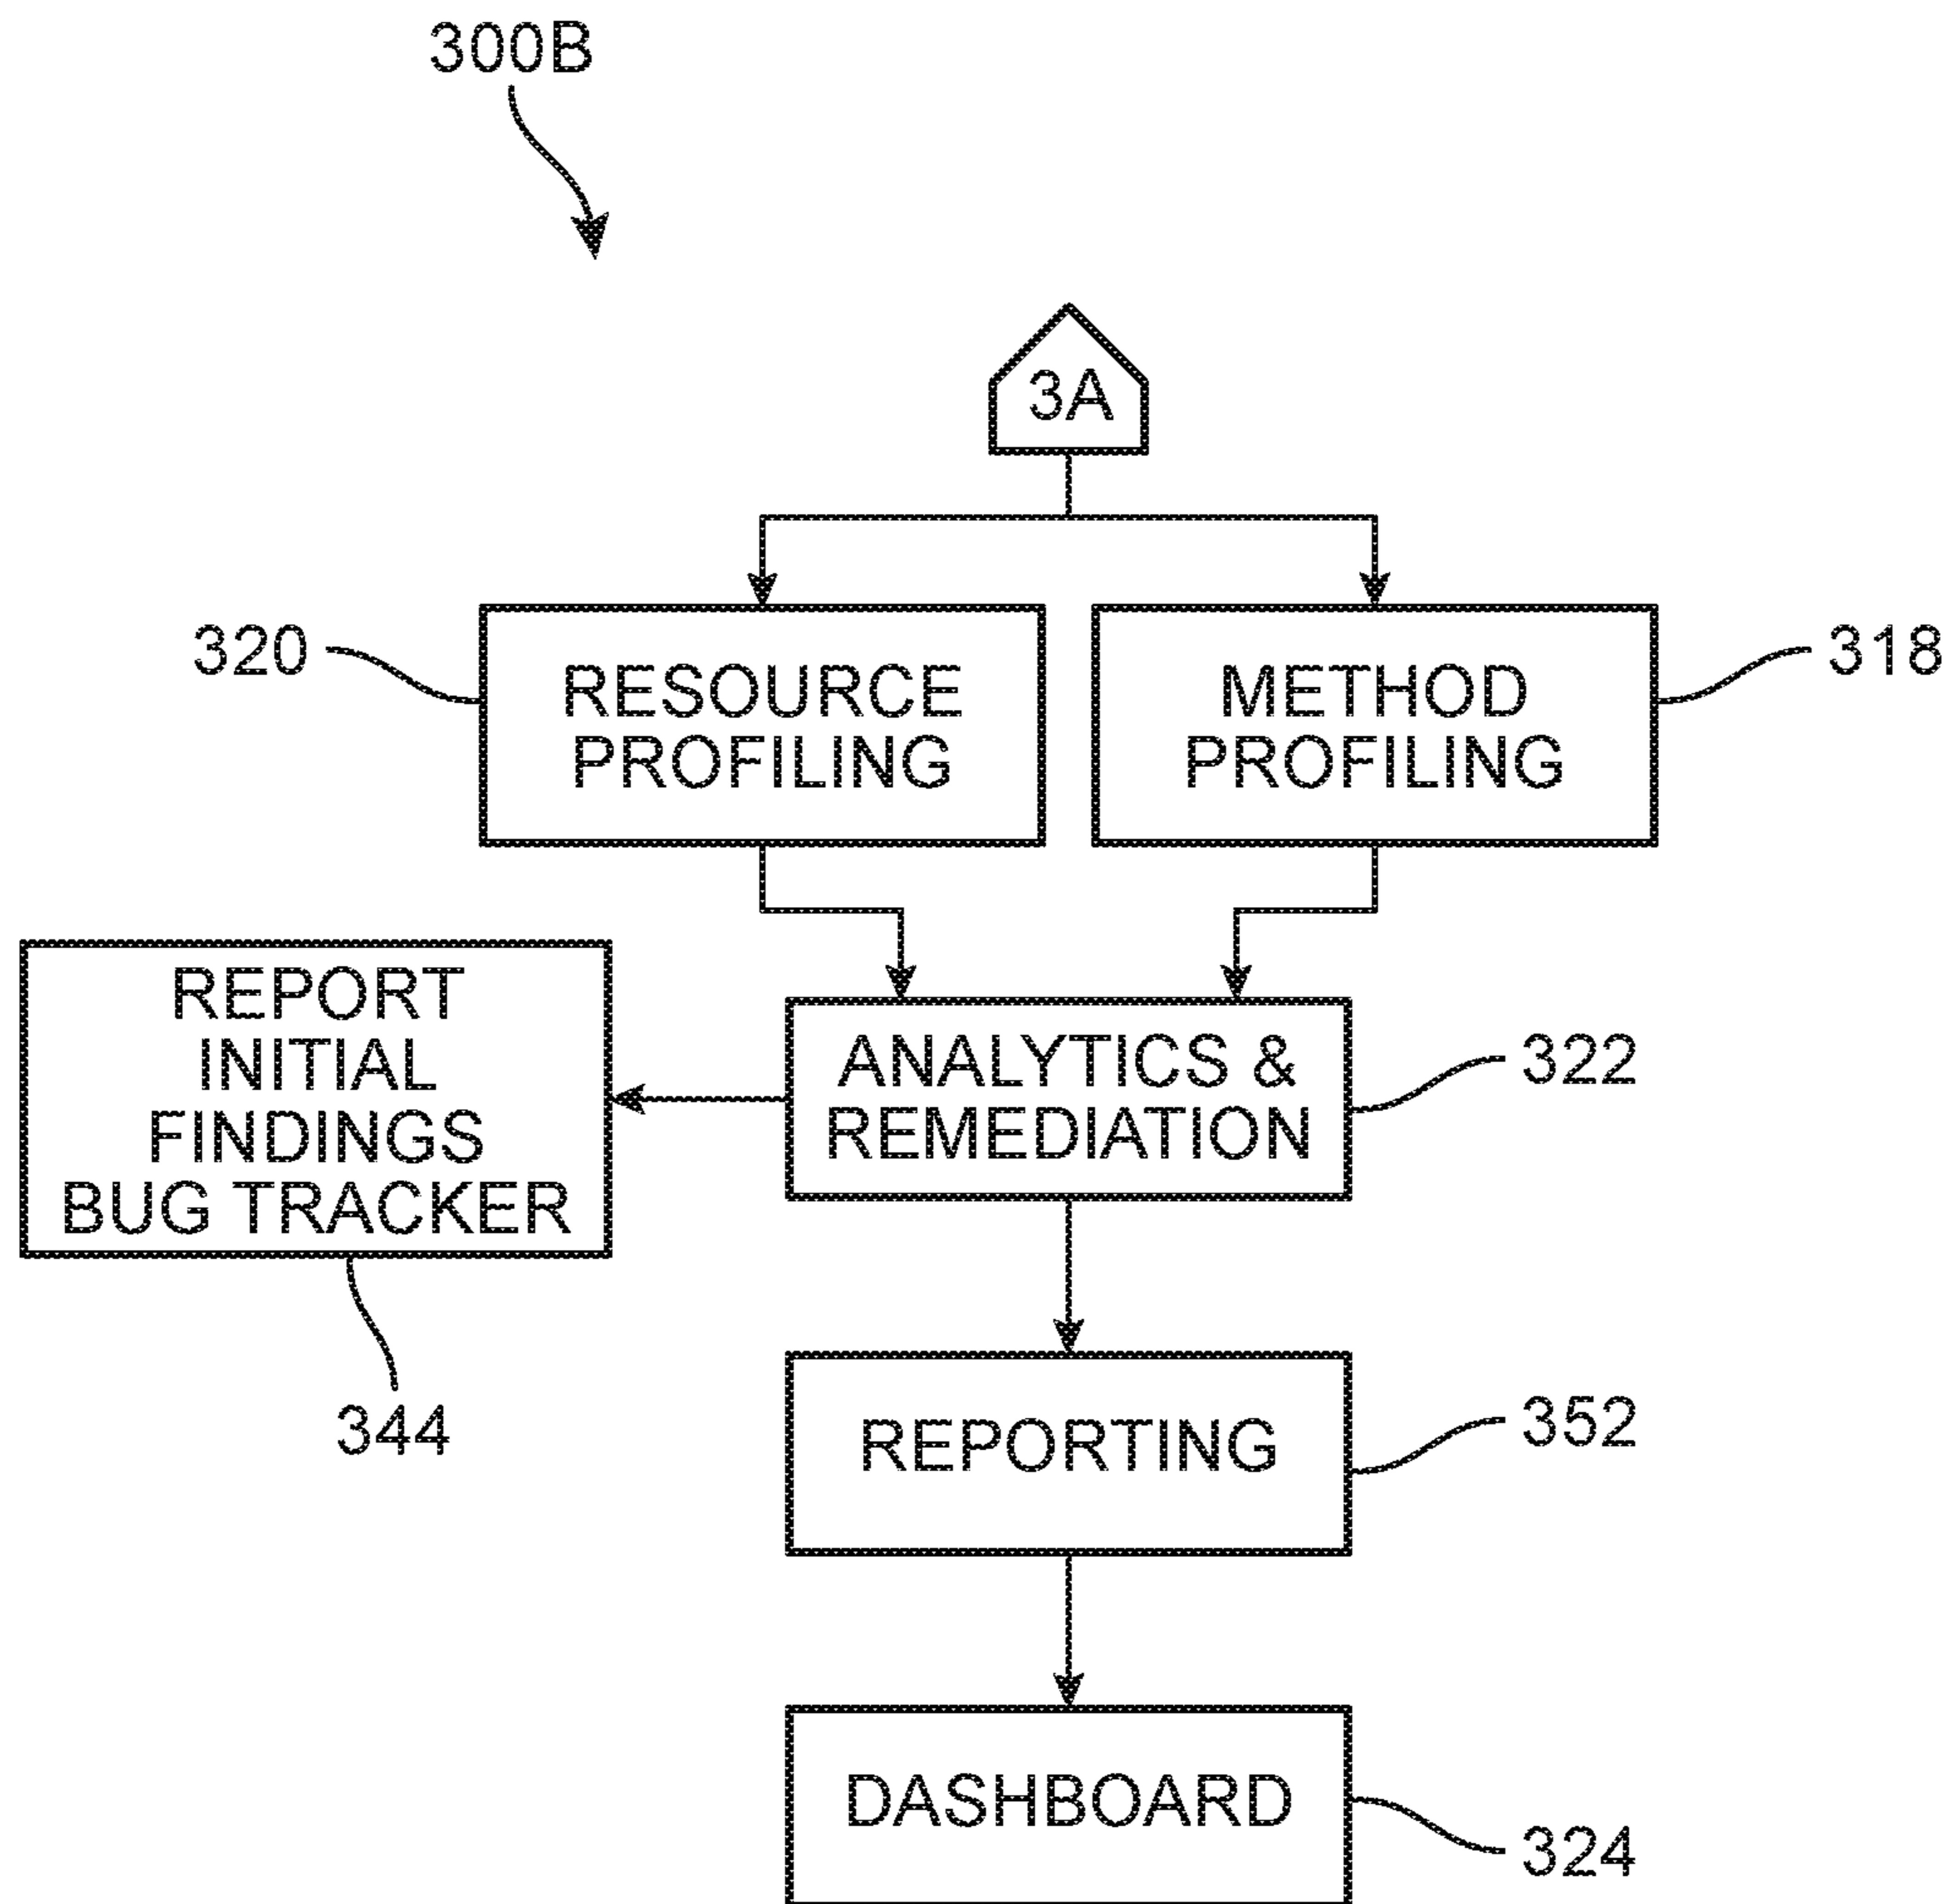 300B
3A
320
RESOURCE
PROFILING
METHOD
PROFILING
318
REPORT
INITIAL
FINDINGS
BUG TRACKER
344
ANALYTICS &
REMEDIATION
322
REPORTING
352
DASHBOARD
324